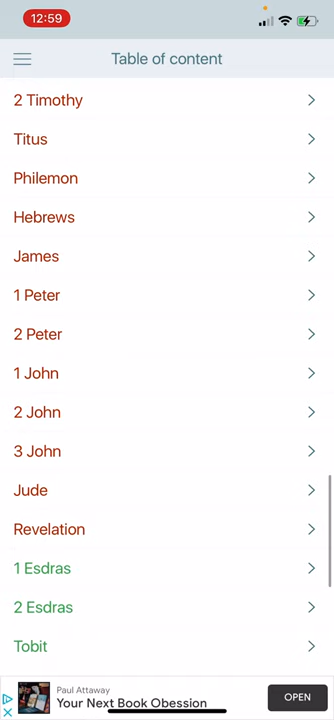 12:59
Table of content
2 Timothy
Titus
Philemon
Hebrews
James
1 Peter
2 Peter
1 John
2 John
3 John
Jude
Revelation
1 Esdras
2 Esdras
Tobit
Paul Attaway
Your Next Book Obession
OPEN